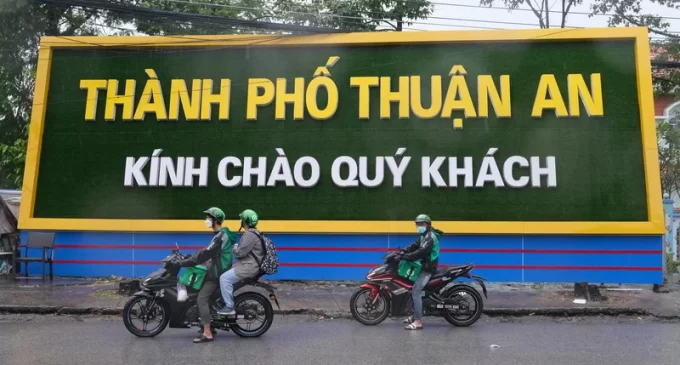 THÀNH PHỐ THUẬN AN
KÍNH CHÀO QUÝ KHÁCH